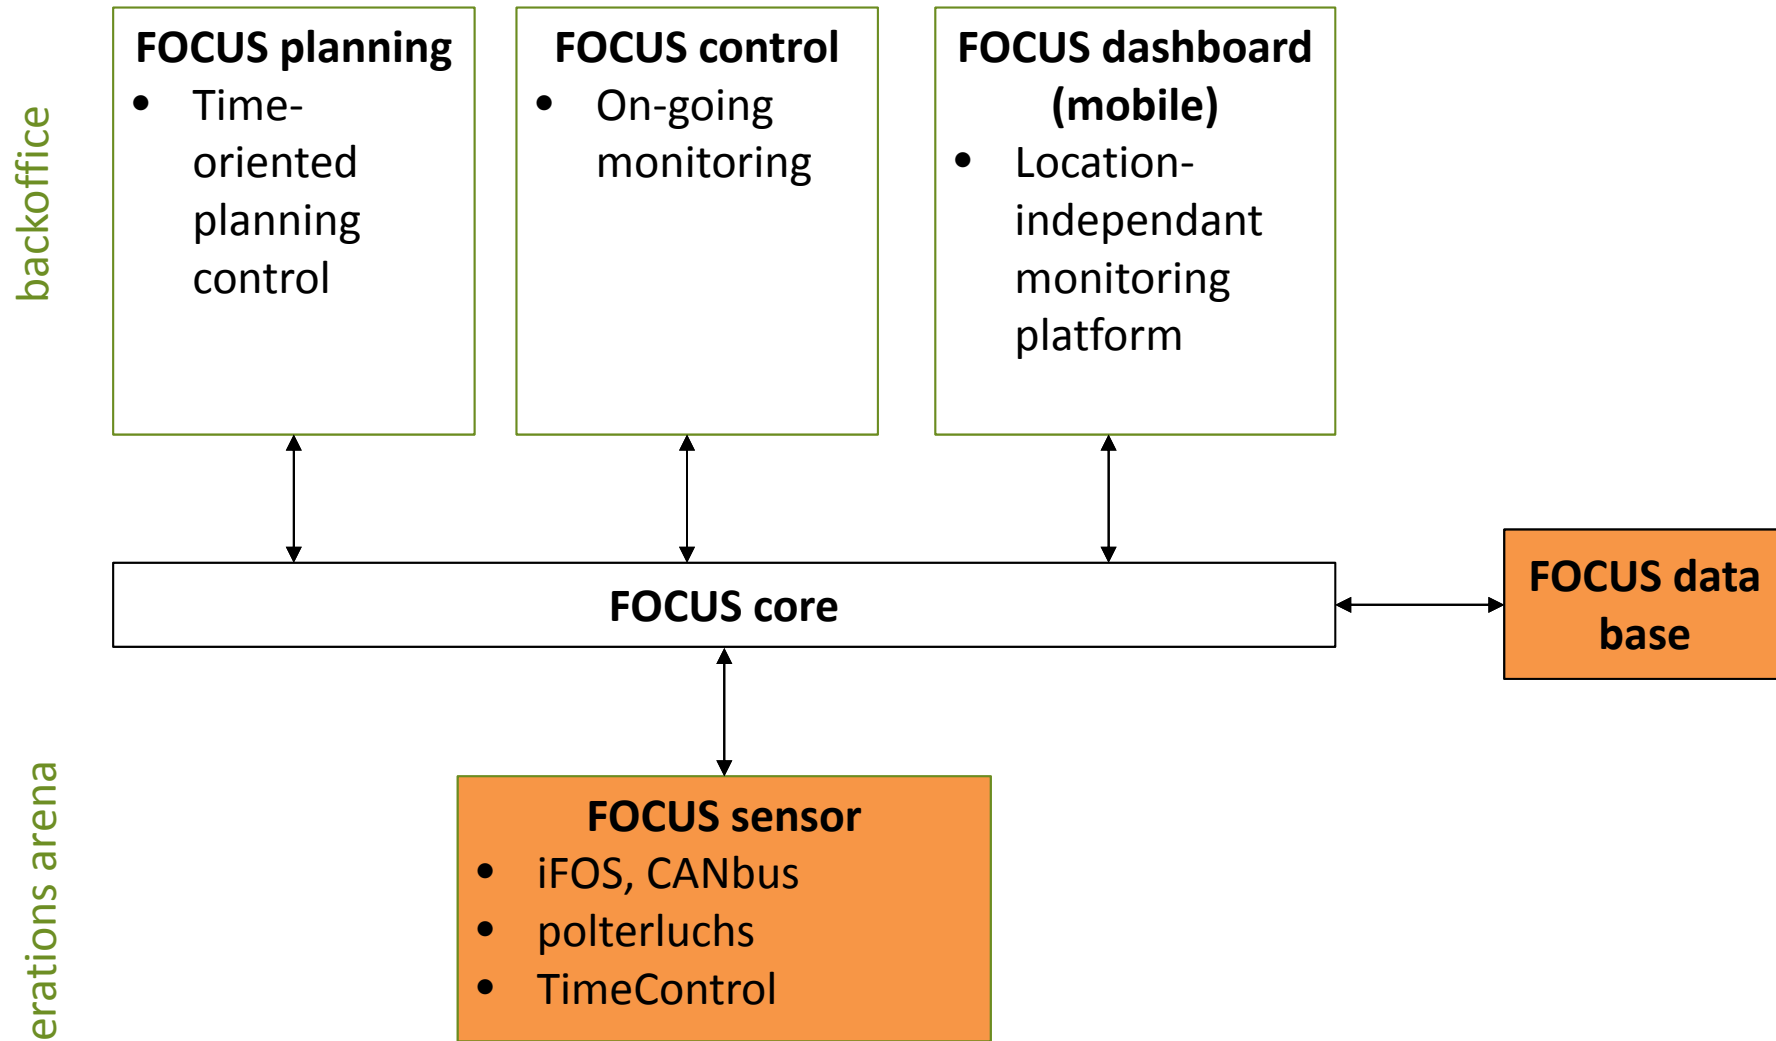 backoffice
FOCUS planning
• Time-
oriented
planning
control
FOCUS control
• On-going
monitoring
FOCUS dashboard
(mobile)
• Location-
independant
monitoring
platform
FOCUS core
FOCUS data
base
erations arena
FOCUS sensor
• iFOS, CANbus
• polterluchs
• TimeControl